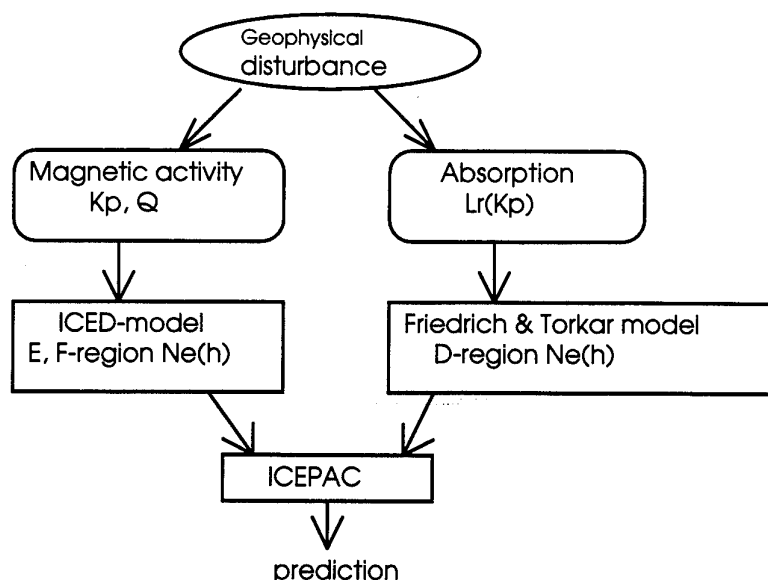 Geophysical
disturbance
Magnetic activity
Kp, Q
Absorption
Lr(Kp)
ICED-model
E, F-region Ne(h)
Friedrich & Torkar model
D-region Ne(h)
ICEPAC
prediction